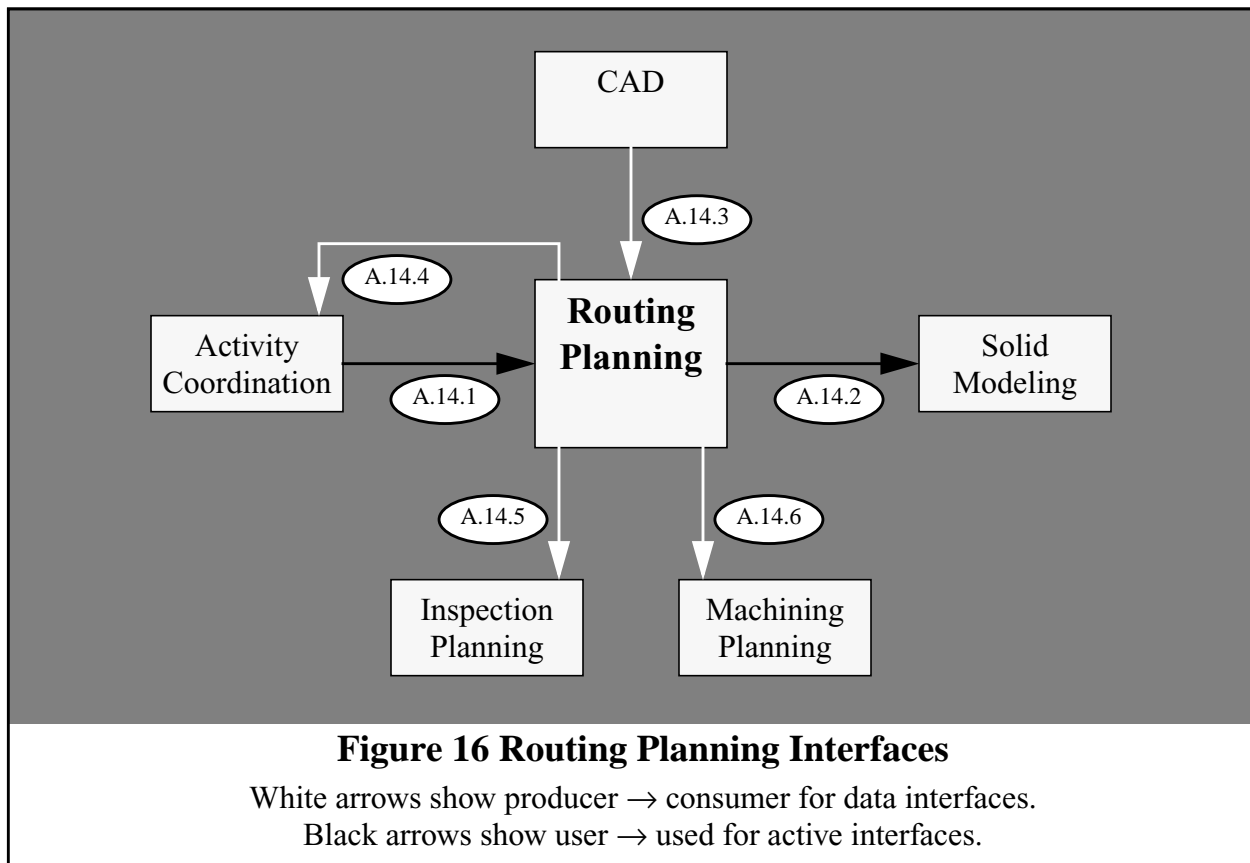 CAD
A.14.3
A.14.4
Routing
Planning
Activity
Coordination
A.14.1
A.14.2
Solid
Modeling
A.14.5
A.14.6
Inspection
Planning
Machining
Planning
Figure 16 Routing Planning Interfaces
White arrows show producer → consumer for data interfaces.
Black arrows show user → used for active interfaces.